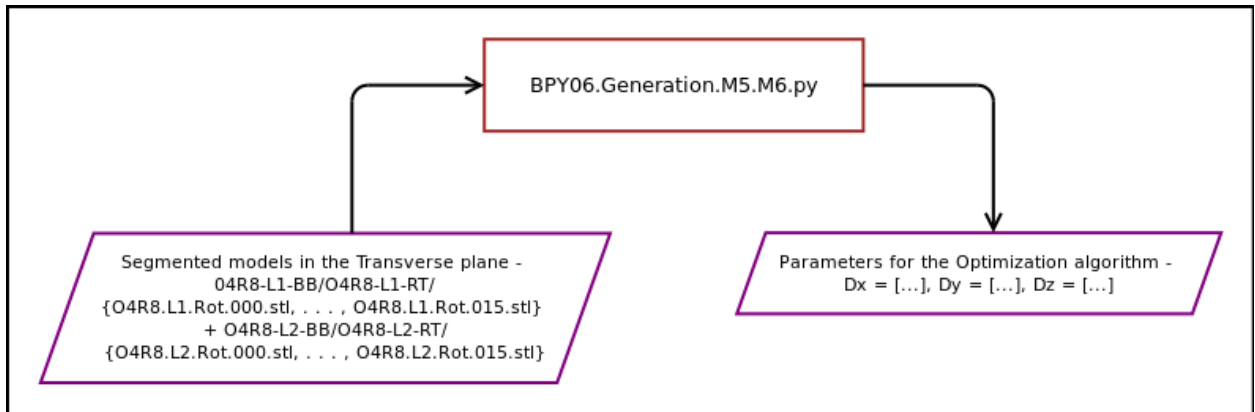 BPY06.Generation.M5.M6.py
Segmented models in the Transverse plane -
04R8-L1-BB/O4R8-L1-RT/
{O4R8.L1.Rot.000.stl, . . . , O4R8.L1.Rot.015.stl}
+ O4R8-L2-BB/O4R8-L2-RT/
{O4R8.L2.Rot.000.stl, . . . , O4R8.L2.Rot.015.stl}
Parameters for the Optimization algorithm -
Dx = [...], Dy = [...], Dz = [...]